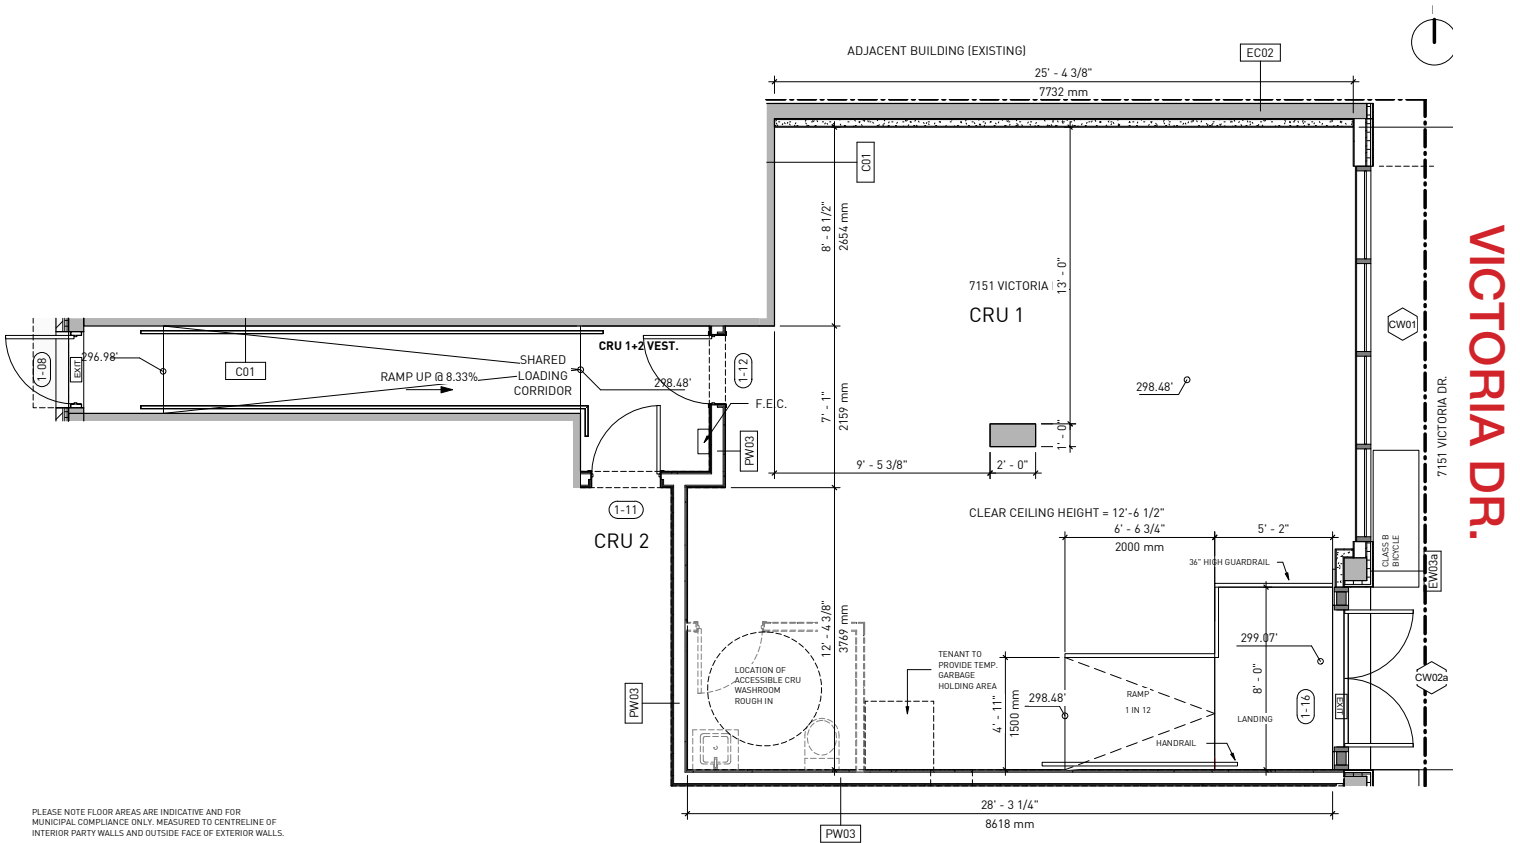 ADJACENT BUILDING (EXISTING)
EC02
25' - 4 3/8"
7732 mm
C01
8' - 8 1/2"
2654 mm
13' - 0"
7151 VICTORIA
CRU 1
VICTORIA DR.
CW01
1-08
EXIT
296.98'
C01
RAMP UP @ 8.33%
SHARED
LOADING
CORRIDOR
CRU 1+2 VEST.
298.48'
1-12
F.E.C.
PW03
7' - 1"
2159 mm
298.48'
7151 VICTORIA DR.
1' - 0"
9' - 5 3/8"
2' - 0"
1-11
CRU 2
CLEAR CEILING HEIGHT = 12'-6 1/2"
6' - 6 3/4"
2000 mm
5' - 2"
36" HIGH GUARDRAIL
CLASS B
BICYCLE
EW03a
12' - 4 3/8"
3769 mm
LOCATION OF
ACCESSIBLE CRU
WASHROOM
ROUGH IN
PW03
TENANT TO
PROVIDE TEMP.
GARBAGE
HOLDING AREA
4' - 11"
1500 mm
298.48'
RAMP
1 IN 12
HANDRAIL
299.07'
8' - 0"
LANDING
1-16
EXIT
CW02a
28' - 3 1/4"
8618 mm
PW03
PLEASE NOTE FLOOR AREAS ARE INDICATIVE AND FOR
MUNICIPAL COMPLIANCE ONLY. MEASURED TO CENTRELINE OF
INTERIOR PARTY WALLS AND OUTSIDE FACE OF EXTERIOR WALLS.